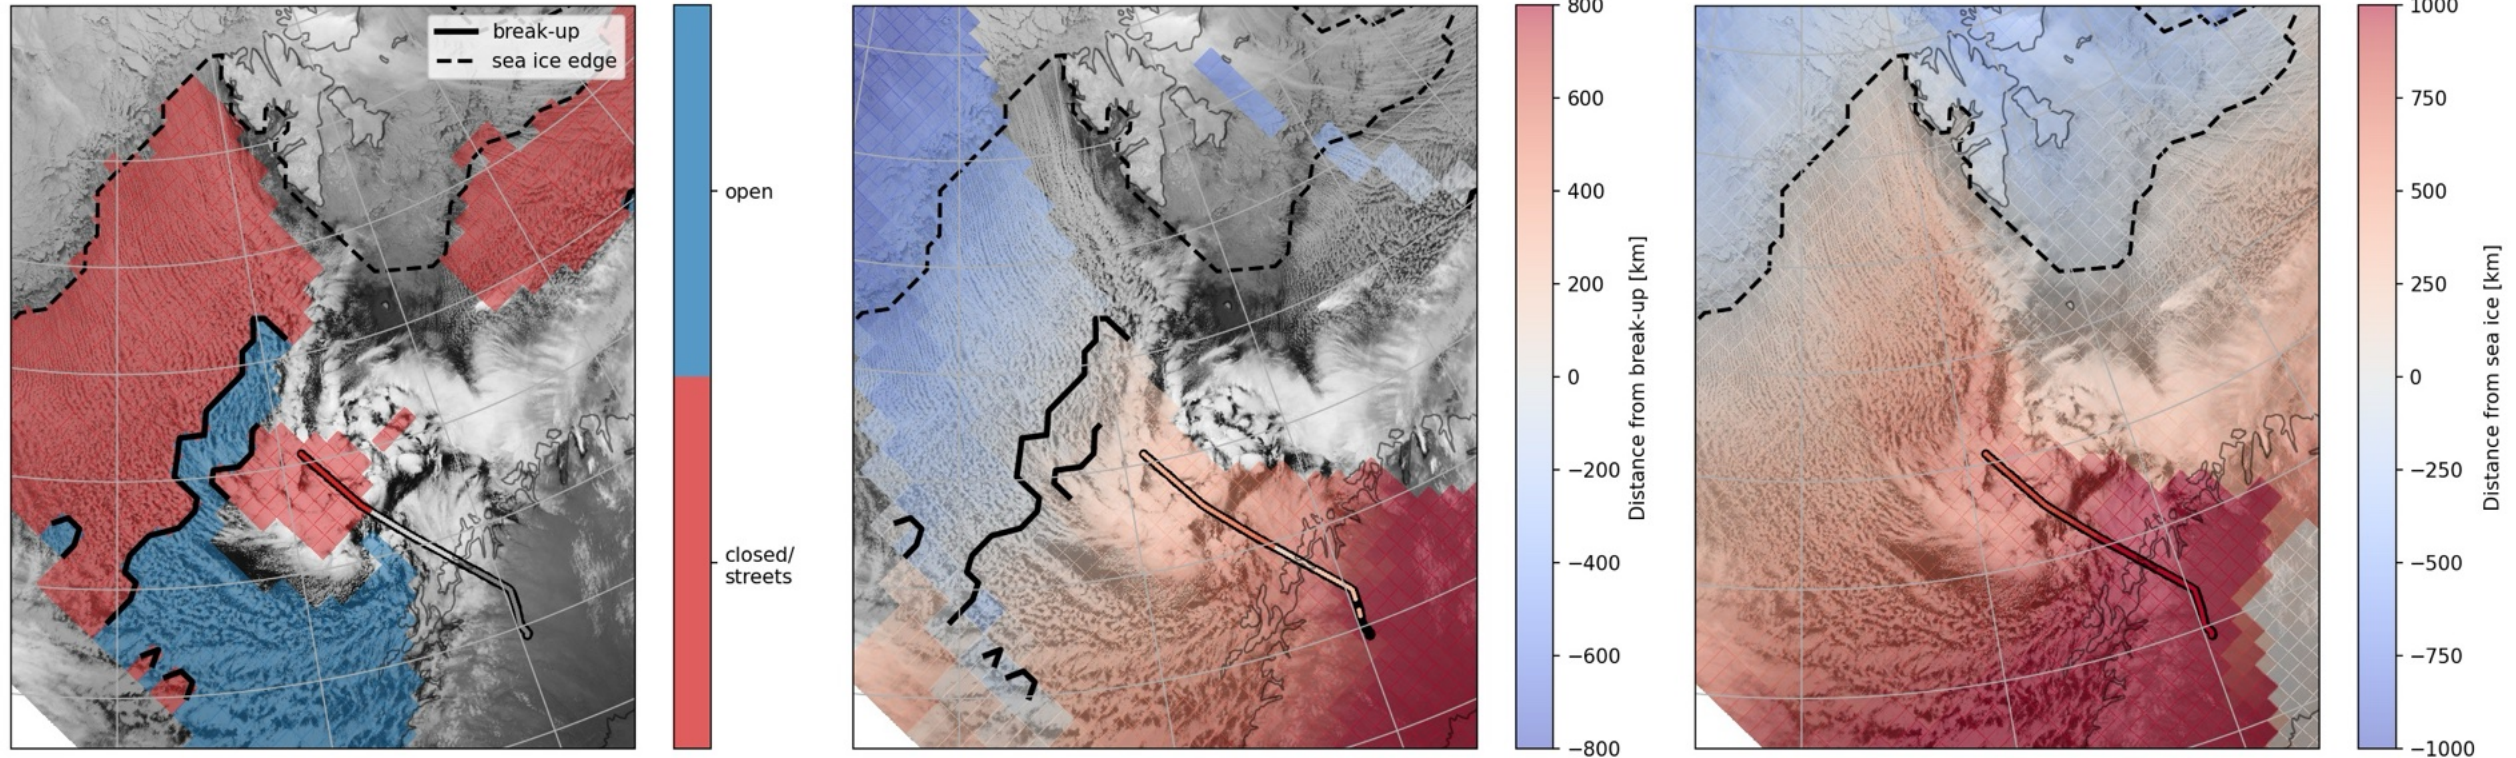 break-up
sea ice edge
open
closed/
streets
800
600
400
200
0
−200
−400
−600
−800
Distance from break-up [km]
1000
750
500
250
0
−250
−500
−750
−1000
Distance from sea ice [km]